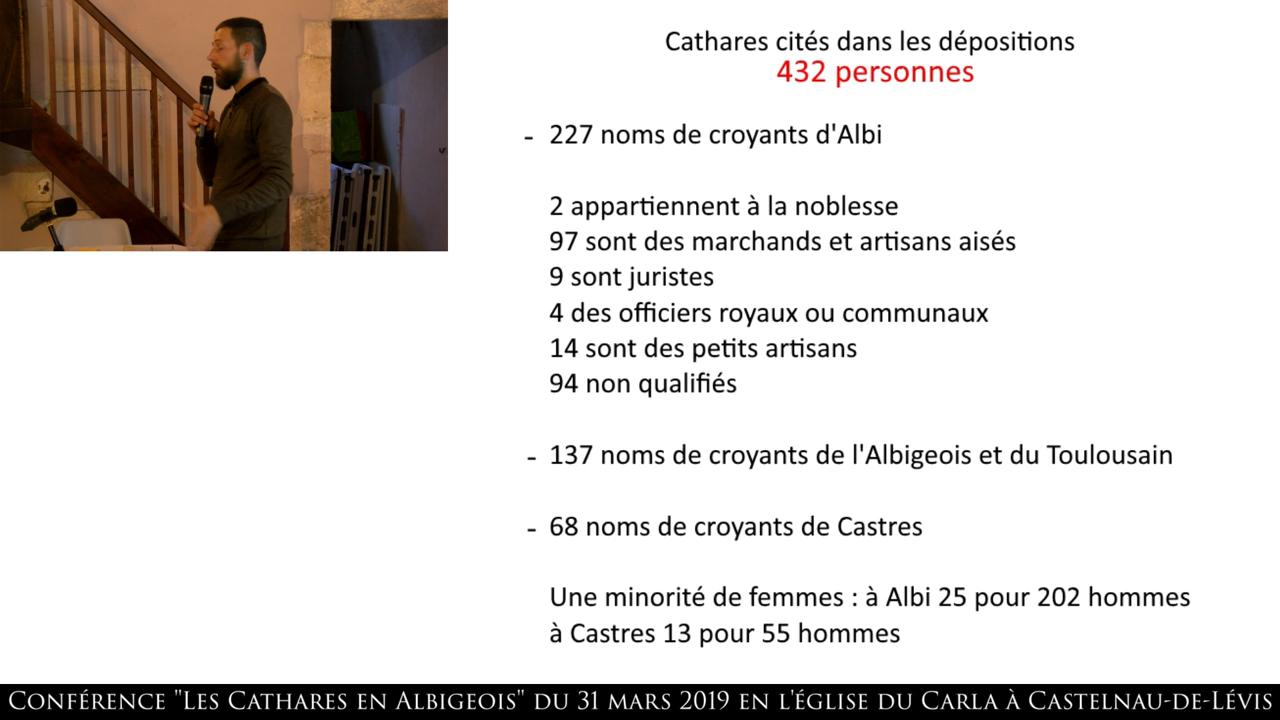 Cathares cités dans les dépositions
432 personnes
- 227 noms de croyants d'Albi
2 appartiennent à la noblesse
97 sont des marchands et artisans aisés
9 sont juristes
4 des officiers royaux ou communaux
14 sont des petits artisans
94 non qualifiés
- 137 noms de croyants de l'Albigeois et du Toulousain
- 68 noms de croyants de Castres
Une minorité de femmes : à Albi 25 pour 202 hommes
à Castres 13 pour 55 hommes
Conférence "Les Cathares en Albigeois" du 31 mars 2019 en l'église du Carla à Castelnau-de-Lévis